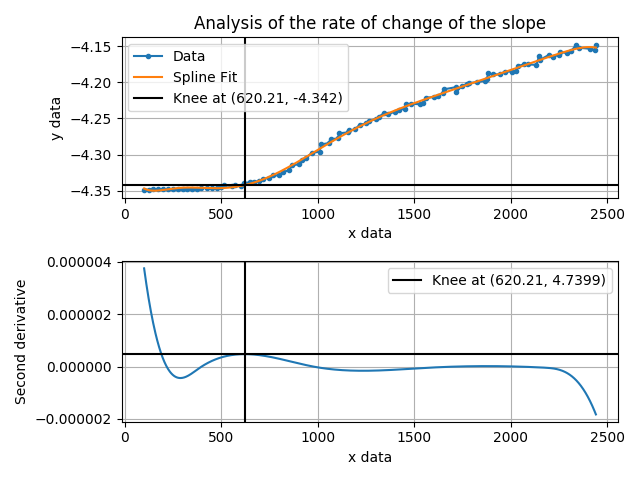 Analysis of the rate of change of the slope
−4.15
−4.20
−4.25
−4.30
−4.35
y data
Data
Spline Fit
Knee at (620.21, -4.342)
0
500
1000
1500
2000
2500
x data
0.000004
0.000002
0.000000
−0.000002
Second derivative
Knee at (620.21, 4.7399)
0
500
1000
1500
2000
2500
x data